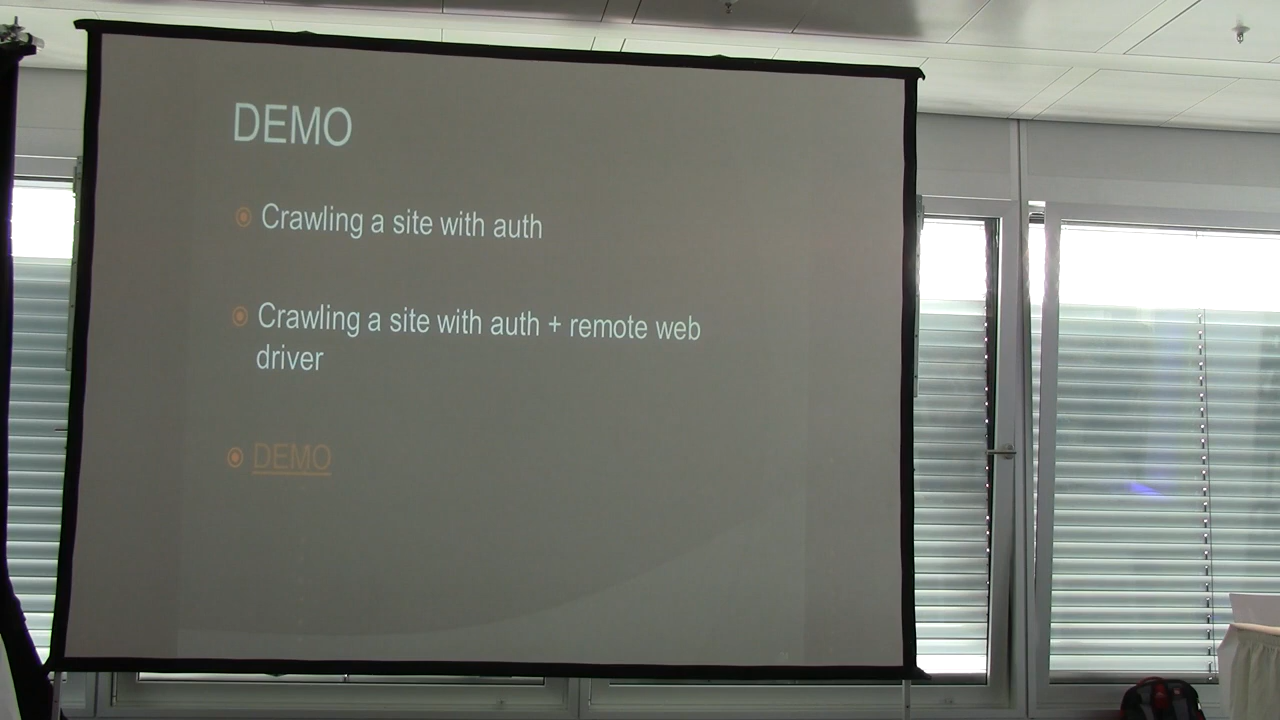 DEMO
Crawling a site with auth
Crawling a site with auth + remote web
driver
DEMO